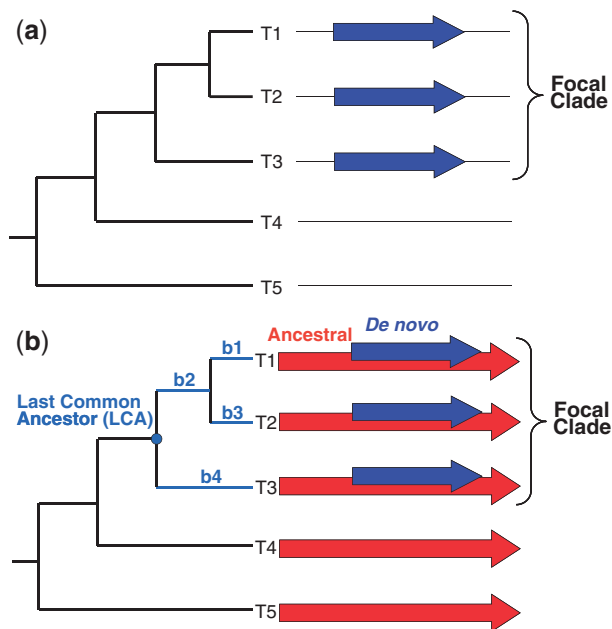 (a)
T1
T2
T3
T4
T5
Focal
Clade
(b)
Ancestral
De novo
b1
T1
b2
Last Common
Ancestor (LCA)
b3
T2
b4
T3
T4
T5
Focal
Clade